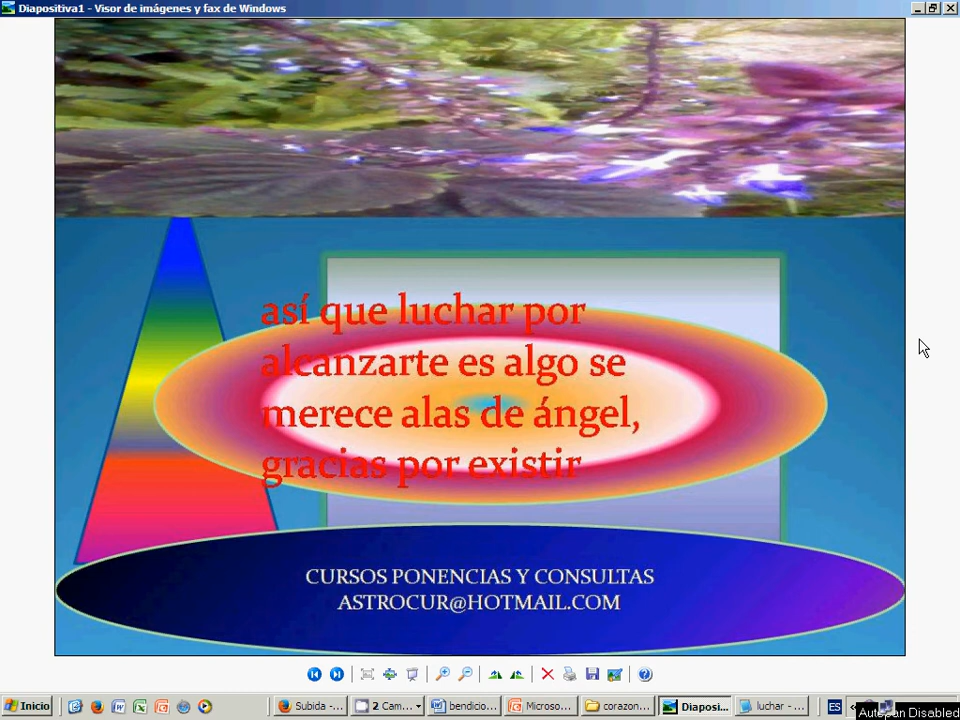 Diapositiva1 - Visor de imágenes y fax de Windows
así que luchar por
alcanzarte es algo se
merece alas de ángel,
gracias por existir
CURSOS PONENCIAS Y CONSULTAS
ASTROCUR@HOTMAIL.COM
Inicio
Subida -...
2 Cam...
bendicio...
Microso...
corazon...
Diaposi...
luchar -...
ES
Autopan Disabled